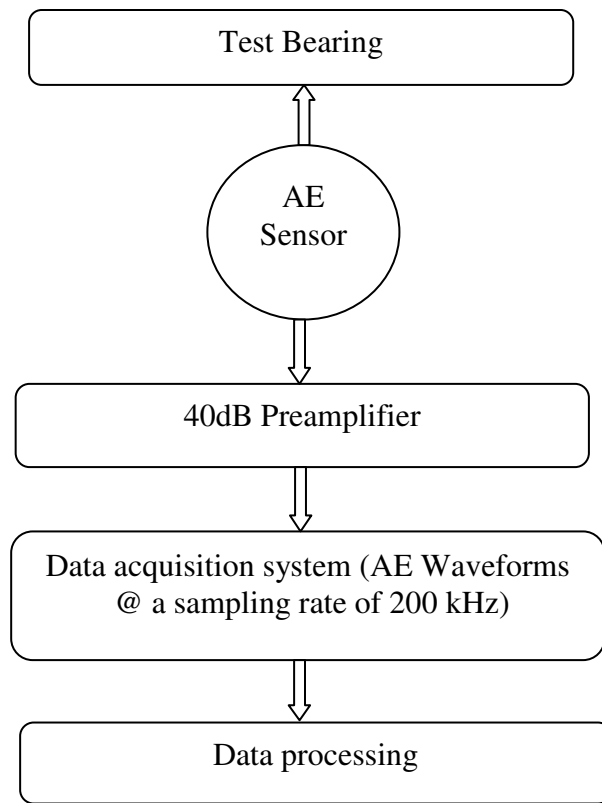 Test Bearing
AE
Sensor
40dB Preamplifier
Data acquisition system (AE Waveforms
@ a sampling rate of 200 kHz)
Data processing